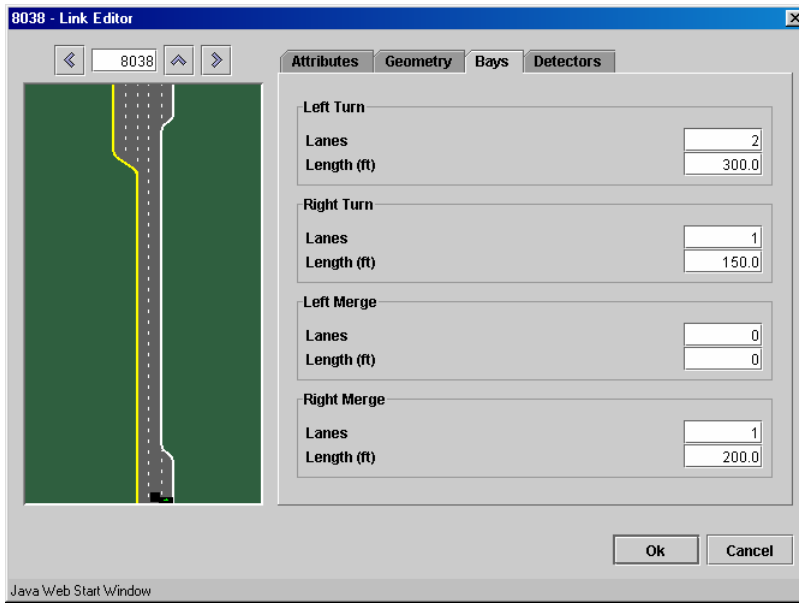 8038 - Link Editor
8038
Attributes Geometry Bays Detectors
Left Turn
Lanes 2
Length (ft) 300.0
Right Turn
Lanes 1
Length (ft) 150.0
Left Merge
Lanes 0
Length (ft) 0
Right Merge
Lanes 1
Length (ft) 200.0
Ok Cancel
Java Web Start Window